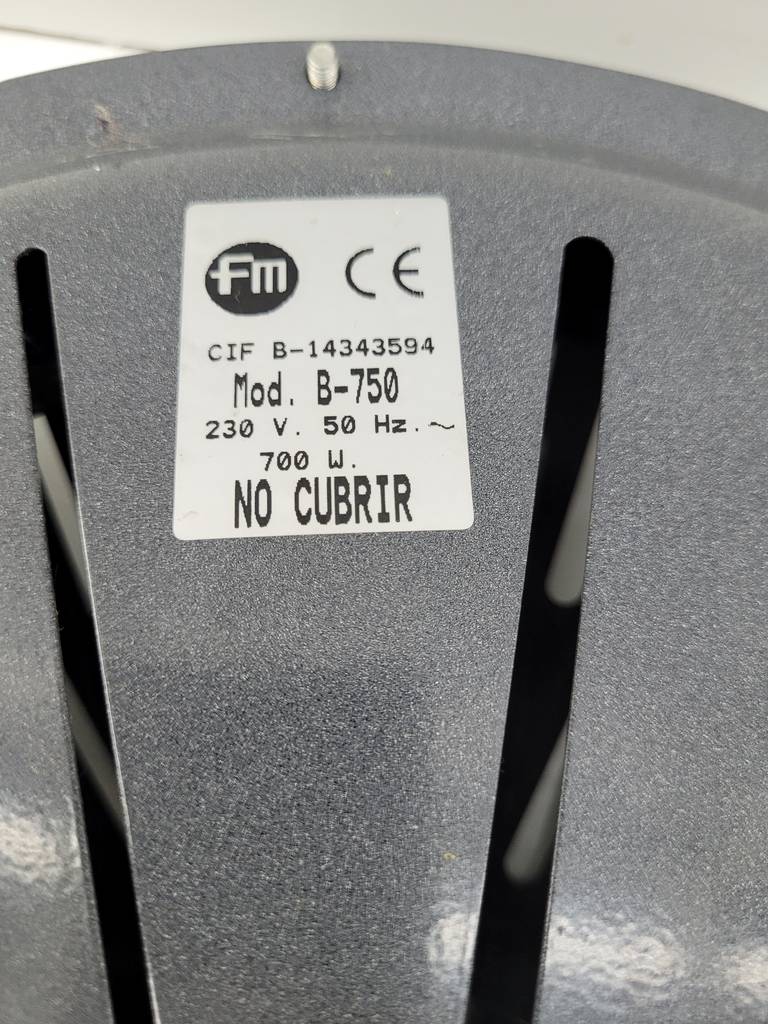 fm CE
CIF B-14343594
Mod. B-750
230 V. 50 Hz. ~
700 W.
NO CUBRIR